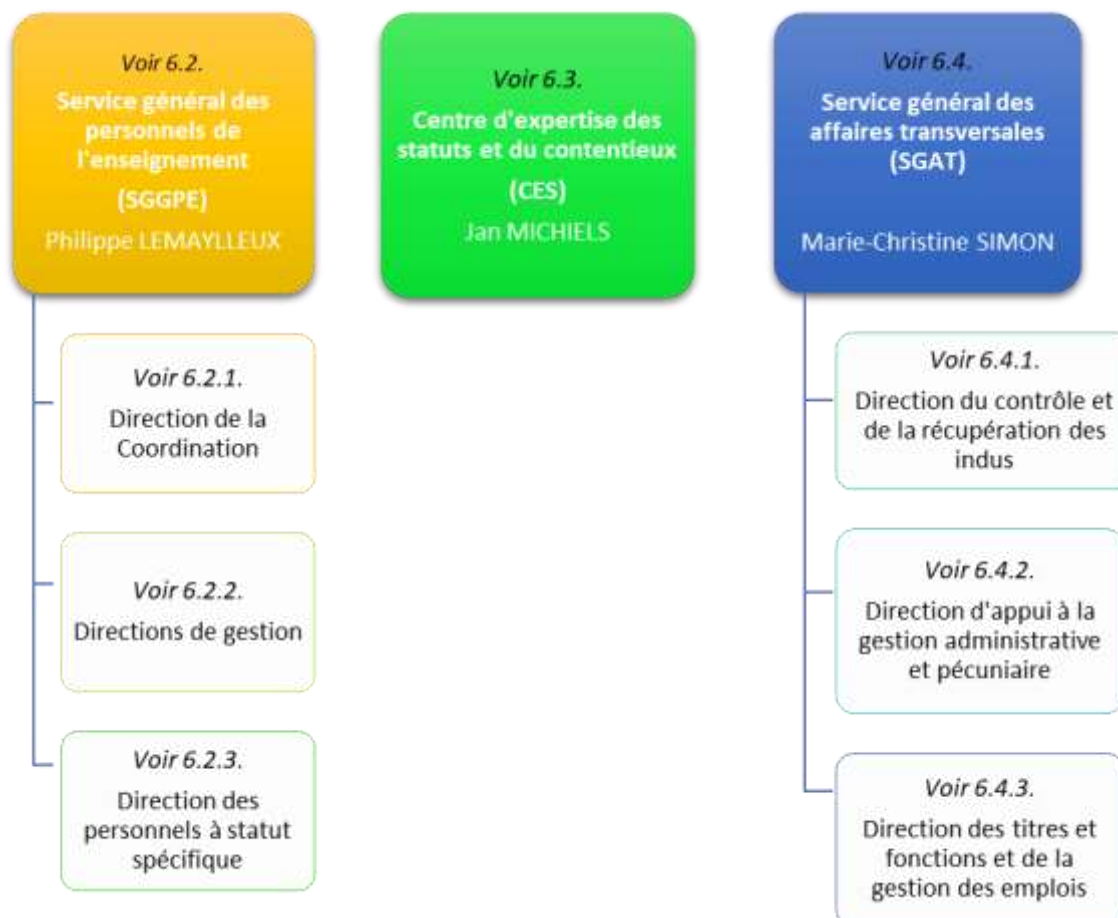 Voir 6.2.
Service général des
personnels de
l'enseignement
(SGGPE)
Philippe LEMAYLLEUX
Voir 6.2.1.
Direction de la
Coordination
Voir 6.2.2.
Directions de gestion
Voir 6.2.3.
Direction des
personnels à statut
spécifique
Voir 6.3.
Centre d'expertise des
statuts et du contentieux
(CES)
Jan MICHIELS
Voir 6.4.
Service général des
affaires transversales
(SGAT)
Marie-Christine SIMON
Voir 6.4.1.
Direction du contrôle et
de la récupération des
indus
Voir 6.4.2.
Direction d'appui à la
gestion administrative
et pécuniaire
Voir 6.4.3.
Direction des titres et
fonctions et de la
gestion des emplois